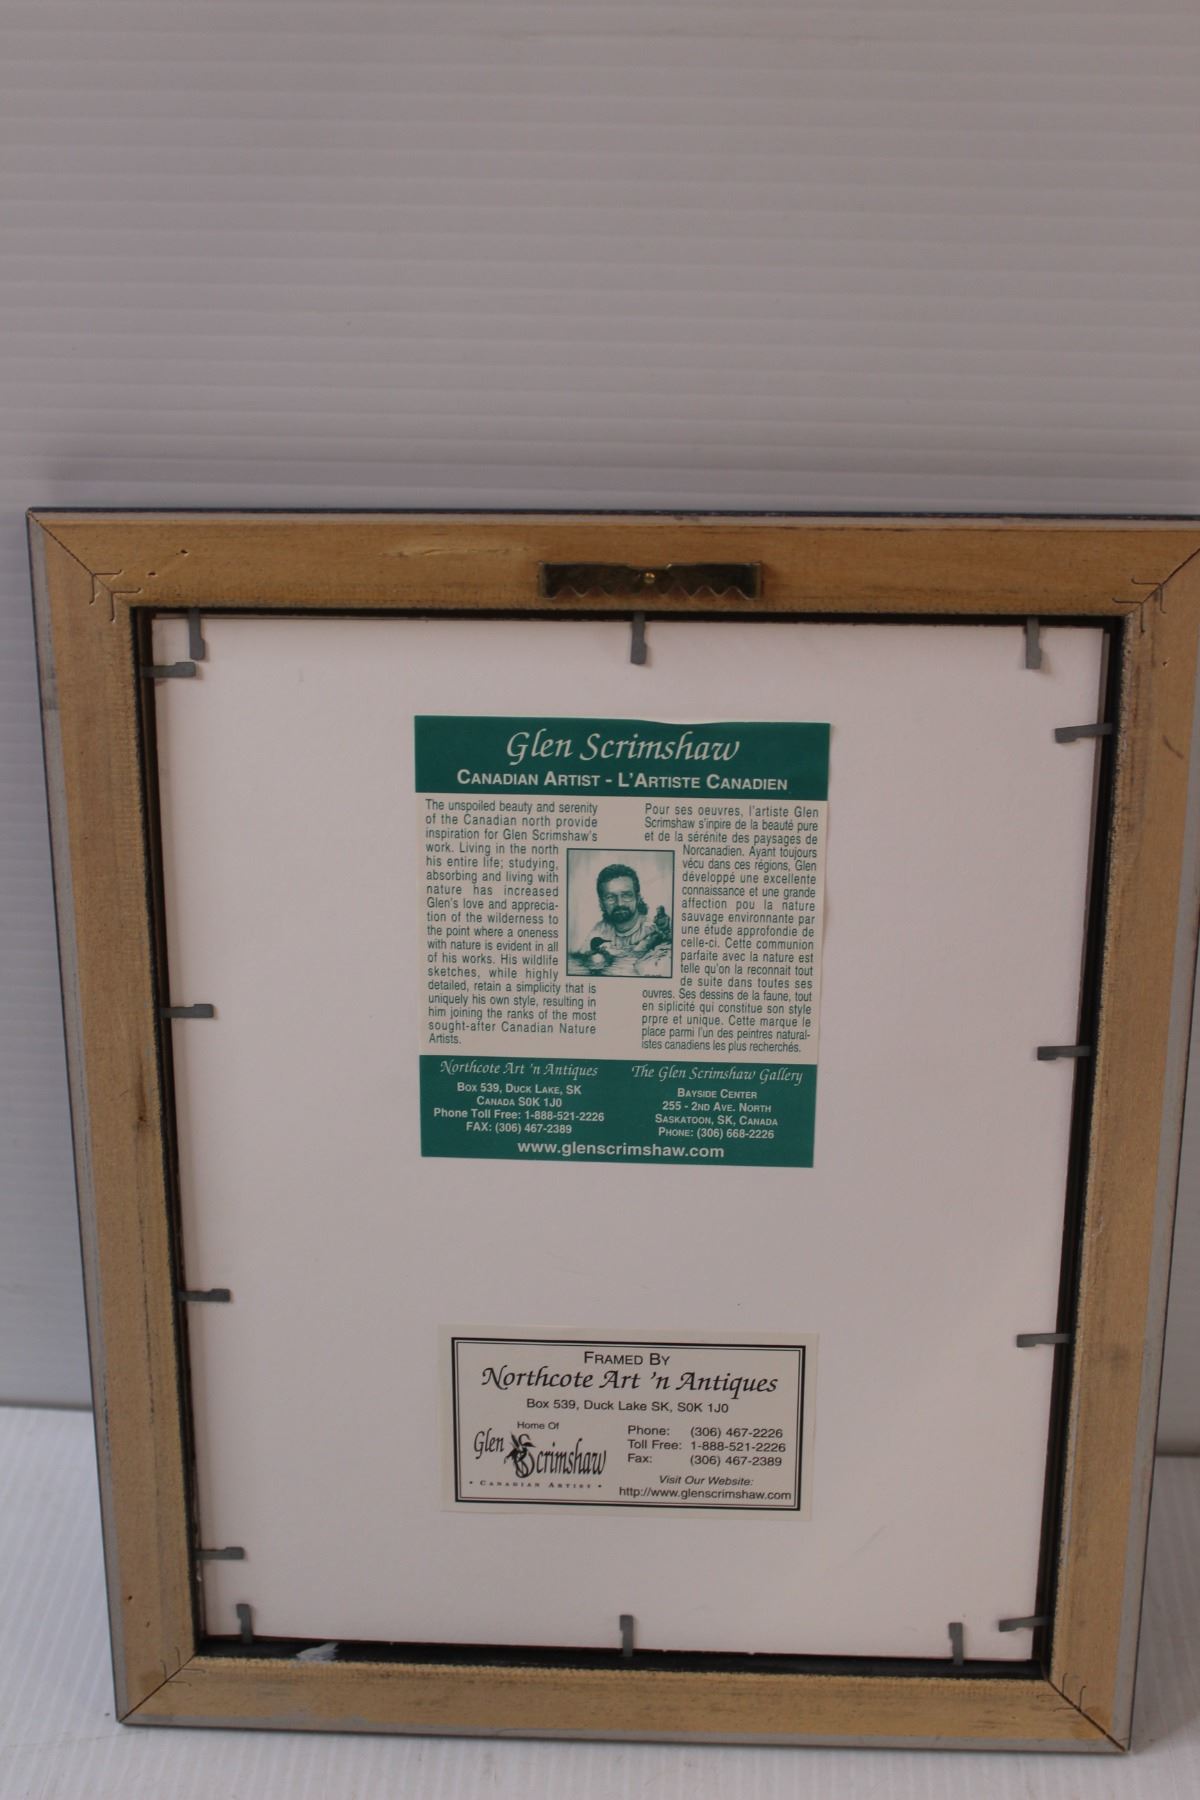 Glen Scrimshaw
CANADIAN ARTIST - L'ARTISTE CANADIEN
The unspoiled beauty and serenity
of the Canadian north provide
inspiration for Glen Scrimshaw's
work. Living in the north
his entire life; studying,
absorbing and living with
nature has increased
Glen's love and apprecia-
tion of the wilderness to
the point where a oneness
with nature is evident in all
of his works. His wildlife
sketches, while highly
detailed, retain a simplicity that is
uniquely his own style, resulting in
him joining the ranks of the most
sought-after Canadian Nature
Artists.
Pour ses oeuvres, l'artiste Glen
Scrimshaw s'inpire de la beauté pure
et de la sérénite des paysages de
Norcanadien. Ayant toujours
vécu dans ces régions, Glen
développé une excellente
connaissance et une grande
affection pou la nature
sauvage environnante par
une étude approfondie de
celle-ci. Cette communion
parfaite avec la nature est
telle qu'on la reconnait tout
de suite dans toutes ses
ouvres. Ses dessins de la faune, tout
en siplicité qui constitue son style
prpre et unique. Cette marque le
place parmi l'un des peintres natural-
istes canadiens les plus recherchés.
Northcote Art 'n Antiques
BOX 539, DUCK LAKE, SK
CANADA S0K 1J0
Phone Toll Free: 1-888-521-2226
FAX: (306) 467-2389
The Glen Scrimshaw Gallery
BAYSIDE CENTER
255 - 2ND AVE. NORTH
SASKATOON, SK, CANADA
PHONE: (306) 668-2226
www.glenscrimshaw.com
FRAMED BY
Northcote Art 'n Antiques
Box 539, Duck Lake SK, S0K 1J0
Home Of
Glen Scrimshaw
• CANADIAN ARTIST •
Phone: (306) 467-2226
Toll Free: 1-888-521-2226
Fax: (306) 467-2389
Visit Our Website:
http://www.glenscrimshaw.com